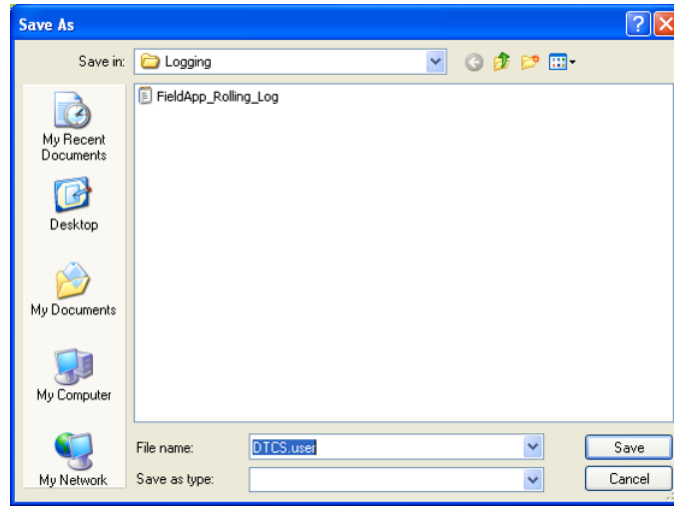 Save As
Save in:
Logging
FieldApp_Rolling_Log
My Recent
Documents
Desktop
My Documents
My Computer
My Network
File name:
DTCS.user
Save
Save as type:
Cancel